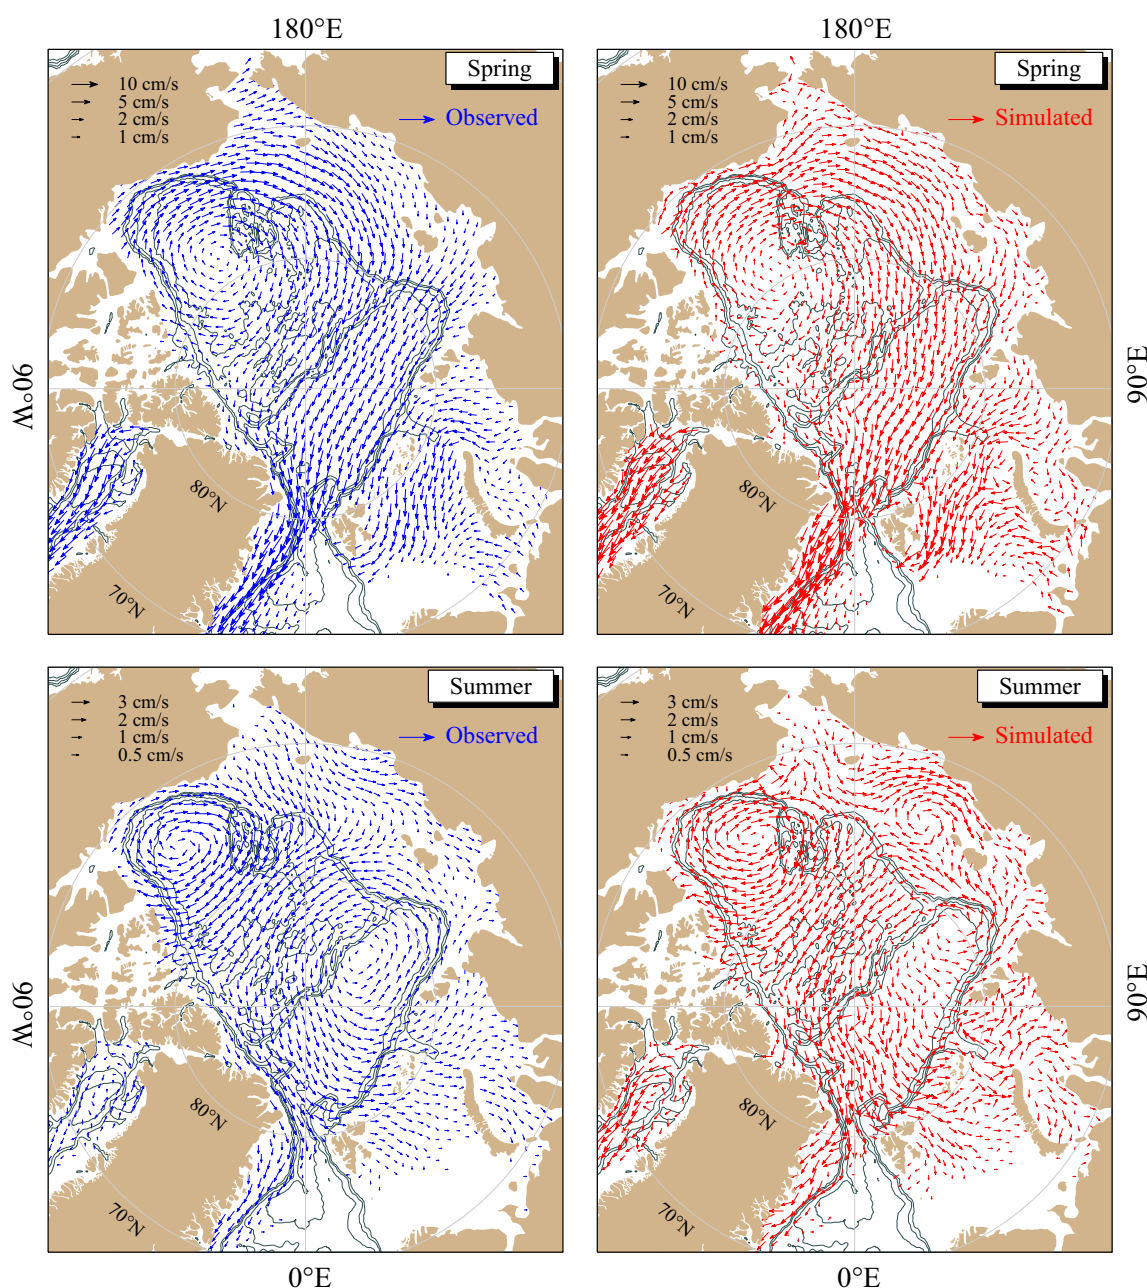 180°E
180°E
10 cm/s
5 cm/s
2 cm/s
1 cm/s
Spring
Observed
10 cm/s
5 cm/s
2 cm/s
1 cm/s
Spring
Simulated
90°W
90°E
80°N
70°N
80°N
70°N
3 cm/s
2 cm/s
1 cm/s
0.5 cm/s
Summer
Observed
3 cm/s
2 cm/s
1 cm/s
0.5 cm/s
Summer
Simulated
90°W
90°E
80°N
70°N
80°N
70°N
0°E
0°E